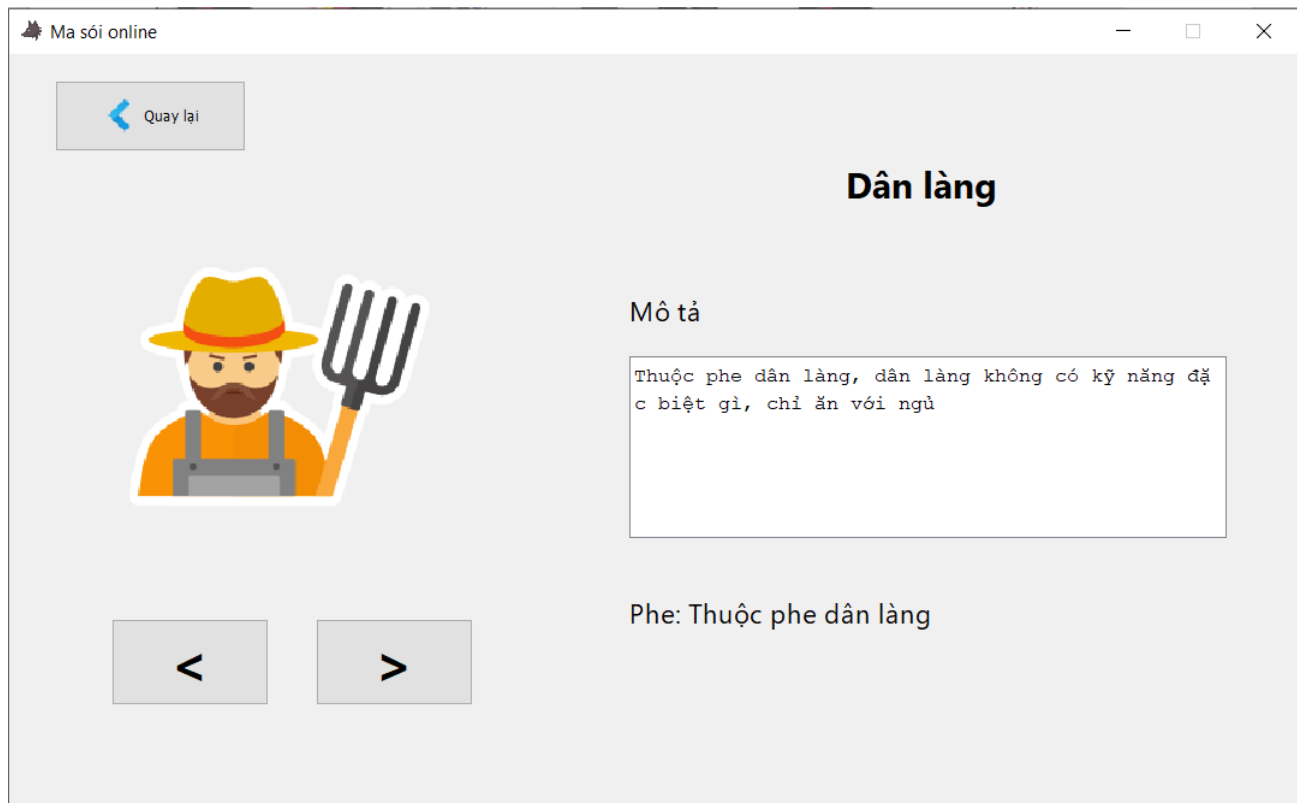 Ma sói online
Quay lại
Dân làng
Mô tả
Thuộc phe dân làng, dân làng không có kỹ năng đặ
c biệt gì, chỉ ăn với ngủ
Phe: Thuộc phe dân làng
< >